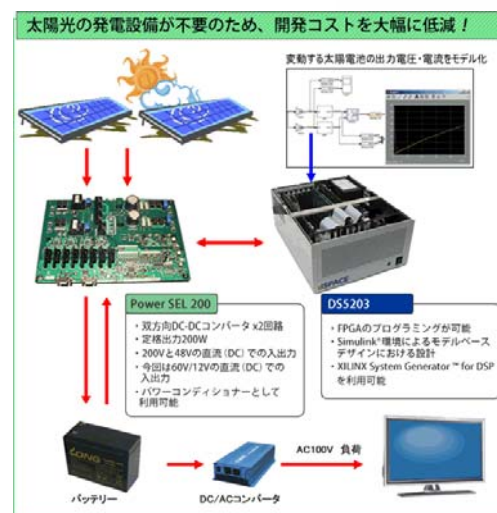 太陽光の発電設備が不要のため、開発コストを大幅に低減！
変動する太陽電池の出力電圧・電流をモデル化
dSPACE
Power SEL 200
・双方向DC-DCコンバータ x2回路
・定格出力200W
・200Vと48Vの直流（DC）での入出力
・今回は60V/12Vの直流（DC）での
入出力
・パワーコンディショナーとして
利用可能
DS5203
・FPGAのプログラミングが可能
・Simulink®環境によるモデルベース
デザインにおける設計
・XILINX System Generator ™ for DSP
を利用可能
LONG
バッテリー
DC/ACコンバータ
AC100V 負荷